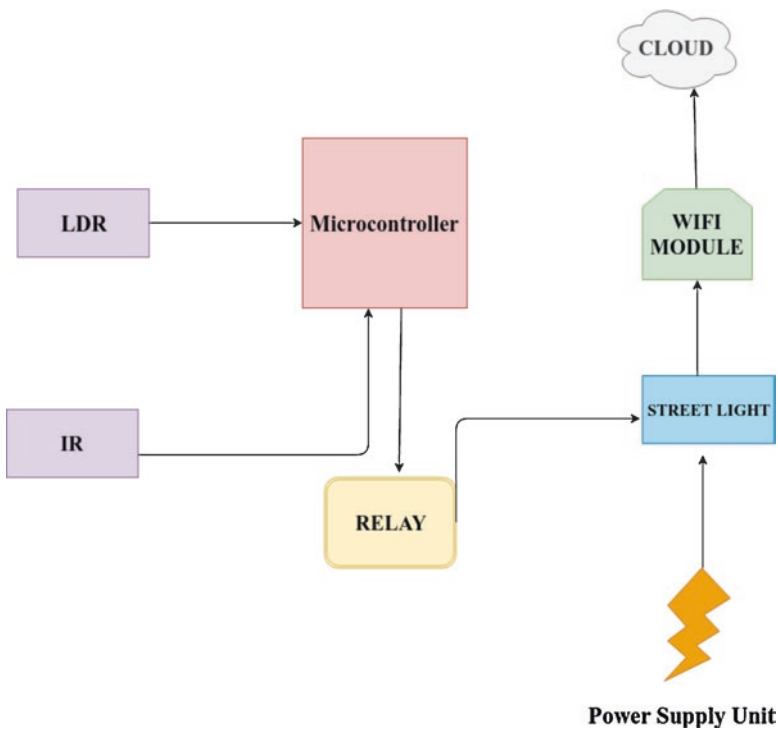 CLOUD
LDR
Microcontroller
WIFI
MODULE
IR
STREET LIGHT
RELAY
Power Supply Unit